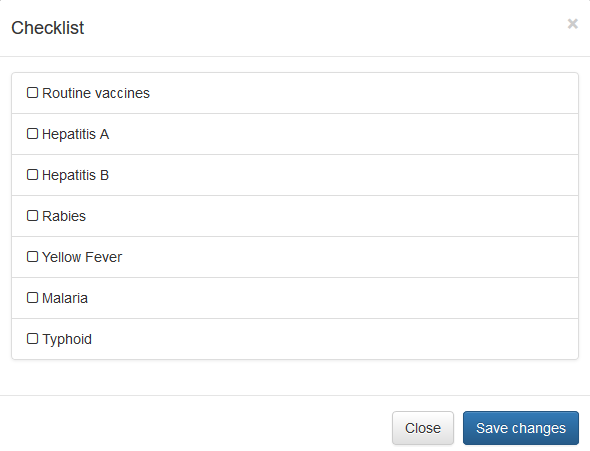 Checklist
×
Routine vaccines
Hepatitis A
Hepatitis B
Rabies
Yellow Fever
Malaria
Typhoid
Close
Save changes